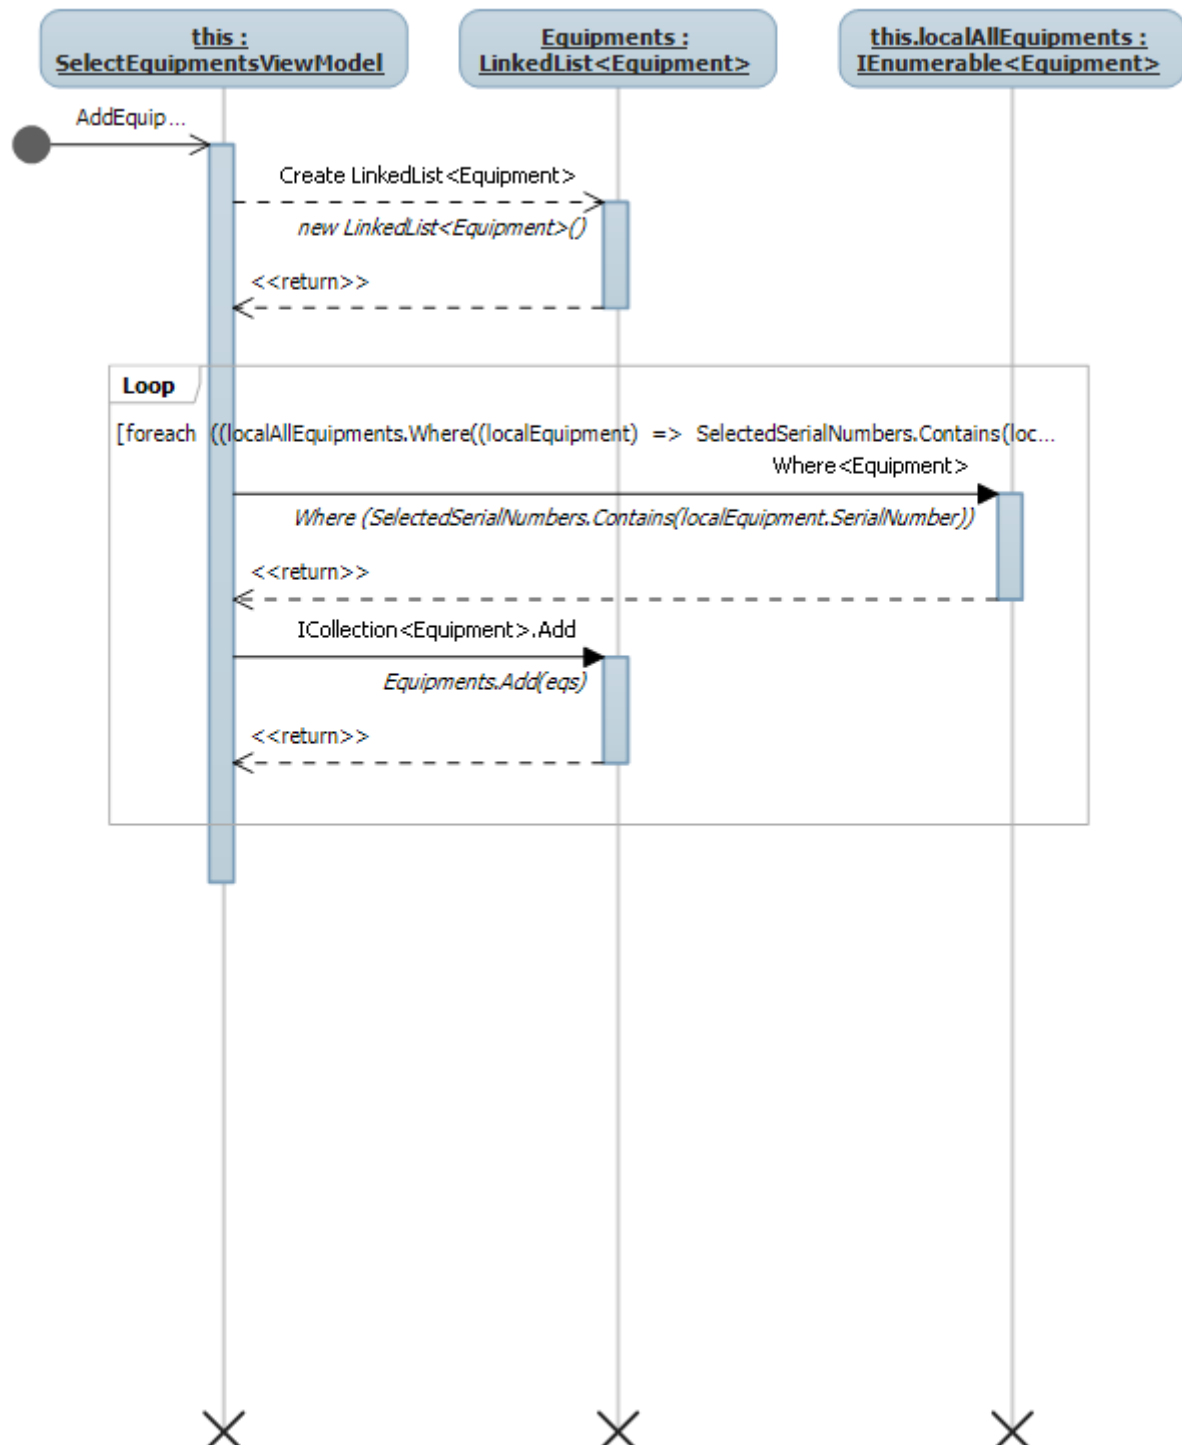 this :
SelectEquipmentsViewModel
Equipments :
LinkedList<Equipment>
this.localAllEquipments :
IEnumerable<Equipment>
AddEquip...
Create LinkedList<Equipment>
new LinkedList<Equipment>()
<<return>>
Loop
[foreach ((localAllEquipments.Where((localEquipment) => SelectedSerialNumbers.Contains(loc...
Where<Equipment>
Where (SelectedSerialNumbers.Contains(localEquipment.SerialNumber))
<<return>>
ICollection<Equipment>.Add
Equipments.Add(eqs)
<<return>>